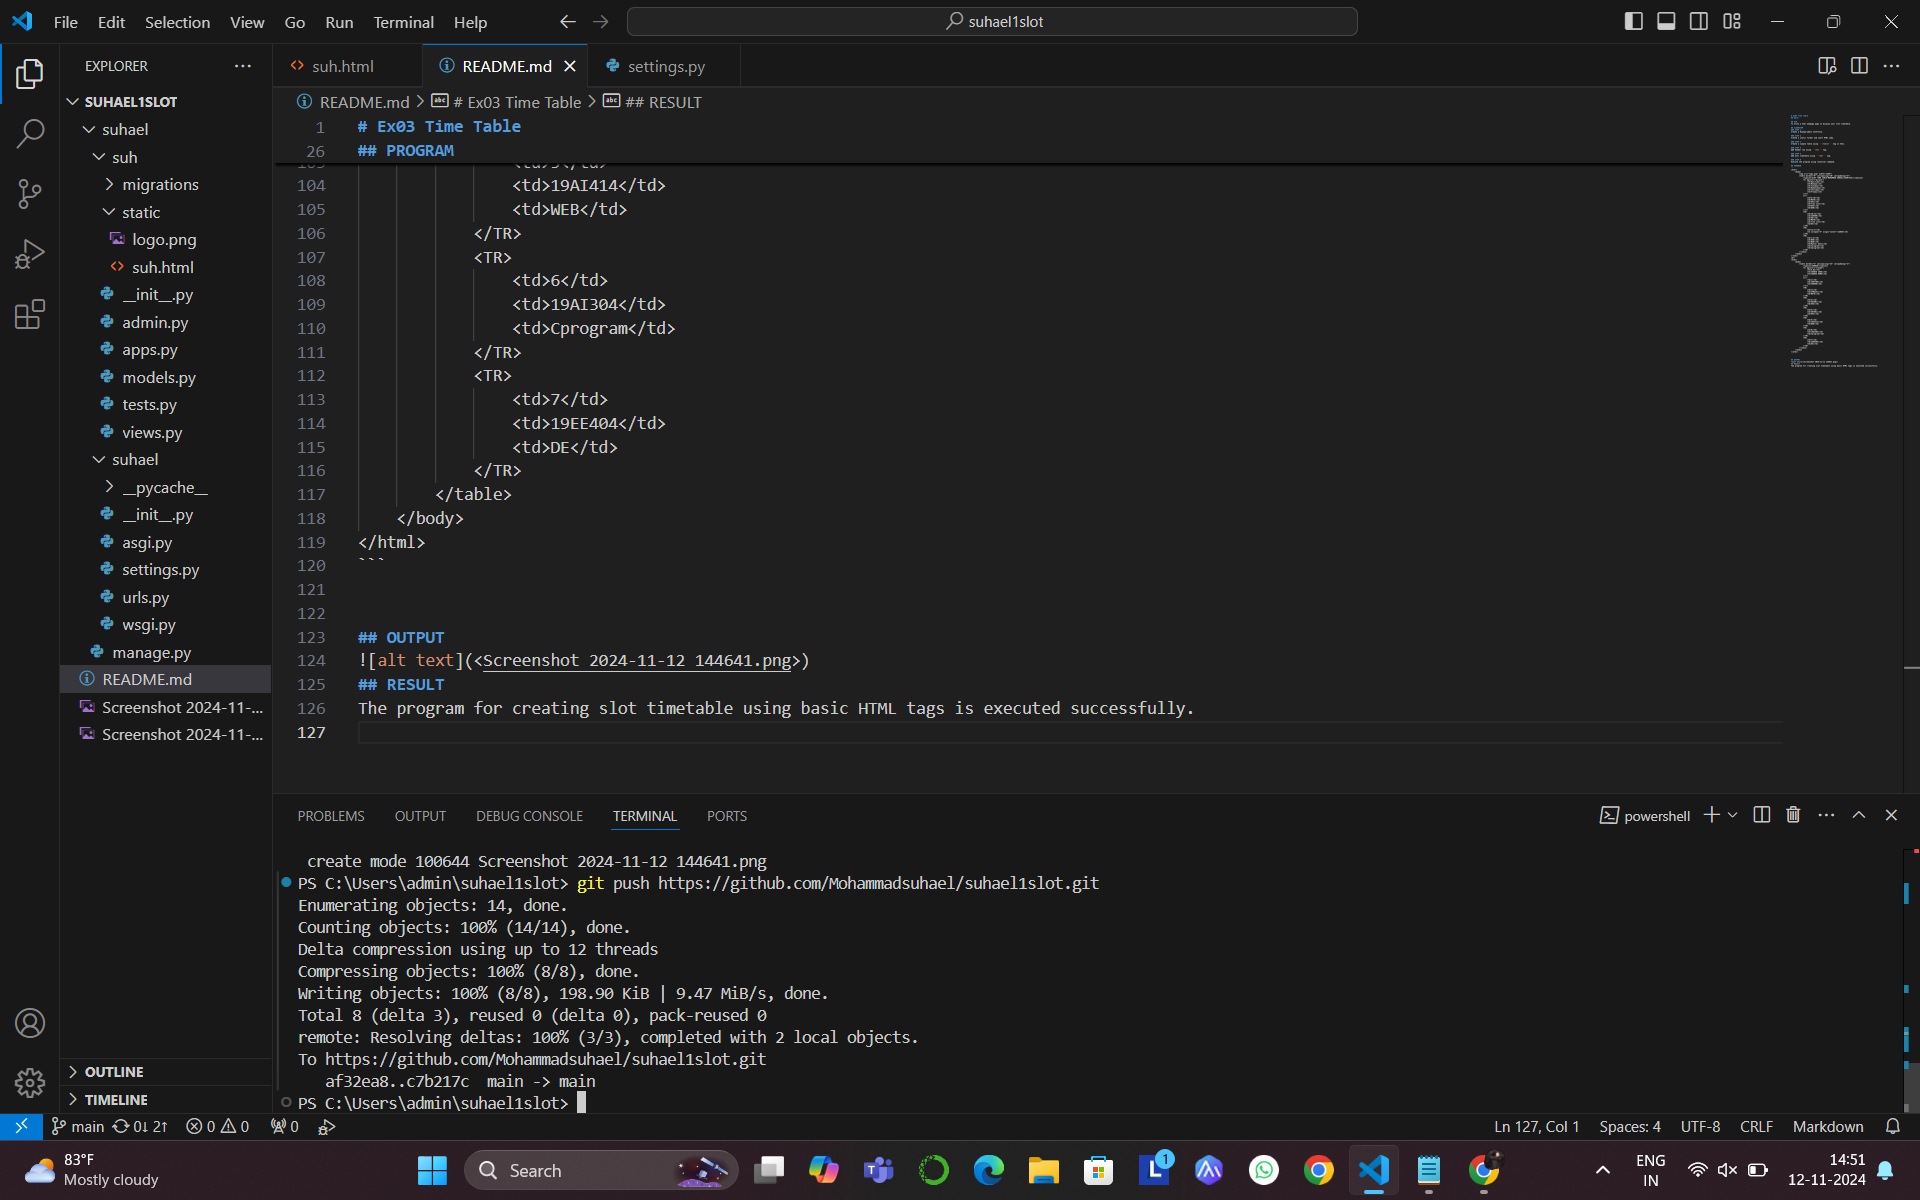 File Edit Selection View Go Run Terminal Help
suhael1slot
EXPLORER
suh.html
README.md
settings.py
SUHAEL1SLOT
suhael
suh
migrations
static
logo.png
suh.html
__init__.py
admin.py
apps.py
models.py
tests.py
views.py
suhael
__pycache__
__init__.py
asgi.py
settings.py
urls.py
wsgi.py
manage.py
README.md
Screenshot 2024-11-...
Screenshot 2024-11-...
OUTLINE
TIMELINE
README.md > # Ex03 Time Table > ## RESULT
1 # Ex03 Time Table
26 ## PROGRAM
104 <td>19AI414</td>
105 <td>WEB</td>
106 </TR>
107 <TR>
108 <td>6</td>
109 <td>19AI304</td>
110 <td>Cprogram</td>
111 </TR>
112 <TR>
113 <td>7</td>
114 <td>19EE404</td>
115 <td>DE</td>
116 </TR>
117 </table>
118 </body>
119 </html>
120 ```
121
122
123 ## OUTPUT
124 ![alt text](<Screenshot 2024-11-12 144641.png>)
125 ## RESULT
126 The program for creating slot timetable using basic HTML tags is executed successfully.
127
PROBLEMS OUTPUT DEBUG CONSOLE TERMINAL PORTS
powershell
create mode 100644 Screenshot 2024-11-12 144641.png
PS C:\Users\admin\suhael1slot> git push https://github.com/Mohammadsuhael/suhael1slot.git
Enumerating objects: 14, done.
Counting objects: 100% (14/14), done.
Delta compression using up to 12 threads
Compressing objects: 100% (8/8), done.
Writing objects: 100% (8/8), 198.90 KiB | 9.47 MiB/s, done.
Total 8 (delta 3), reused 0 (delta 0), pack-reused 0
remote: Resolving deltas: 100% (3/3), completed with 2 local objects.
To https://github.com/Mohammadsuhael/suhael1slot.git
af32ea8..c7b217c main -> main
PS C:\Users\admin\suhael1slot>
main 0↓ 2↑ 0 0 0
Ln 127, Col 1 Spaces: 4 UTF-8 CRLF Markdown
83°F
Mostly cloudy
Search
1
ENG
IN
14:51
12-11-2024